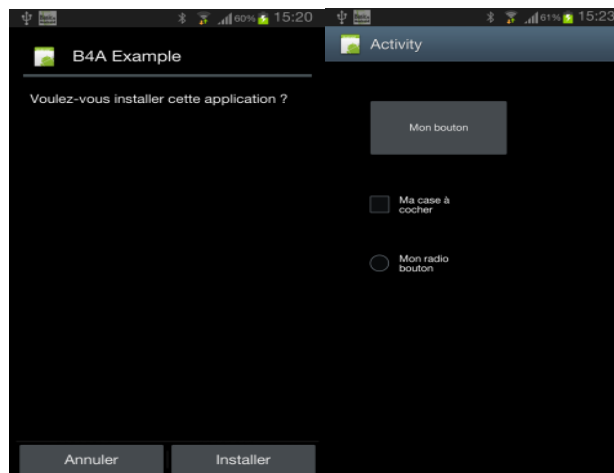 60% 15:20
B4A Example
Voulez-vous installer cette application ?
Annuler
Installer
61% 15:23
Activity
Mon bouton
Ma case à
cocher
Mon radio
bouton